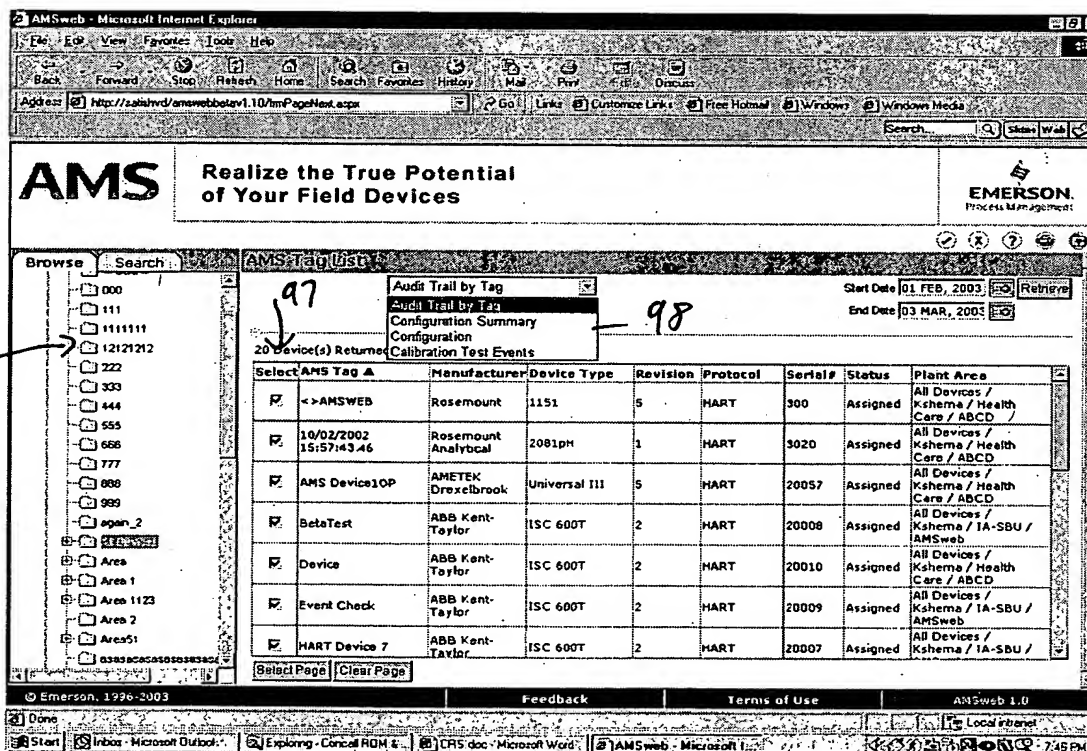 AMSweb - Microsoft Internet Explorer
File Edit View Favorites Tools Help
Back Forward Stop Refresh Home Search Favorites History Mail Print Edit Discuss
Address http://satishvd/amswebbetav1.10/frmPageNext.aspx Go Links Customize Links Free Hotmail Windows Windows Media
Search... Web
AMS
Realize the True Potential
of Your Field Devices
EMERSON.
Process Management
Browse Search
AMS Tag List
97
Audit Trail by Tag
Audit Trail by Tag
Configuration Summary
Configuration
Calibration Test Events
98
Start Date 01 FEB, 2003 Retrieve
End Date 03 MAR, 2003
20 Device(s) Returned
000
111
1111111
12121212
222
333
444
555
666
777
888
999
again_2
Area
Area 1
Area 1123
Area 2
Area51
Select AMS Tag ▲ Manufacturer Device Type Revision Protocol Serial# Status Plant Area
<>AMSWEB Rosemount 1151 5 HART 300 Assigned All Devices / Kshema / Health Care / ABCD
10/02/2002 15:57:43.46 Rosemount Analytical 2081pH 1 HART 3020 Assigned All Devices / Kshema / Health Care / ABCD
AMS Device1OP AMETEK Drexelbrook Universal III 5 HART 20057 Assigned All Devices / Kshema / Health Care / ABCD
BetaTest ABB Kent-Taylor ISC 600T 2 HART 20008 Assigned All Devices / Kshema / IA-SBU / AMSweb
Device ABB Kent-Taylor ISC 600T 2 HART 20010 Assigned All Devices / Kshema / Health Care / ABCD
Event Check ABB Kent-Taylor ISC 600T 2 HART 20009 Assigned All Devices / Kshema / IA-SBU / AMSweb
HART Device 7 ABB Kent-Taylor ISC 600T 2 HART 20007 Assigned All Devices / Kshema / IA-SBU /
Select Page Clear Page
© Emerson, 1996-2003 Feedback Terms of Use AMSweb 1.0
Done Local intranet
Start Inbox - Microsoft Outlook Exploring - Concall ROM CRS doc - Microsoft Word AMSweb - Microsoft